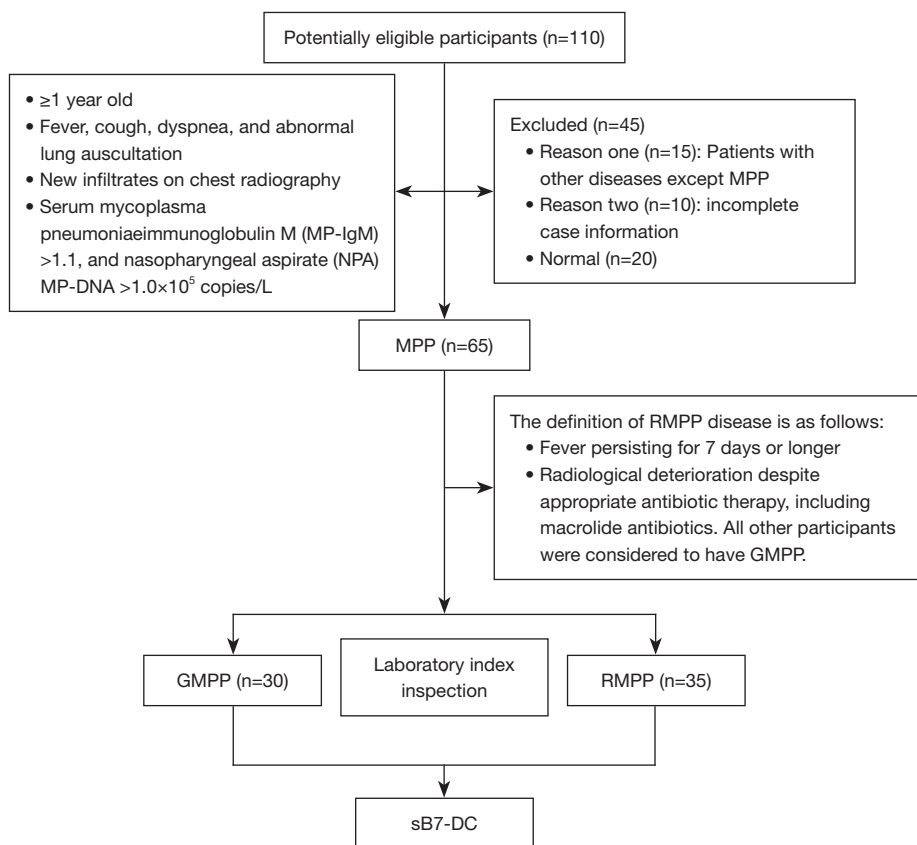 Potentially eligible participants (n=110)
• ≥1 year old
• Fever, cough, dyspnea, and abnormal
lung auscultation
• New infiltrates on chest radiography
• Serum mycoplasma
pneumoniaeimmunoglobulin M (MP-IgM)
>1.1, and nasopharyngeal aspirate (NPA)
MP-DNA >1.0×10⁵ copies/L
Excluded (n=45)
• Reason one (n=15): Patients with
other diseases except MPP
• Reason two (n=10): incomplete
case information
• Normal (n=20)
MPP (n=65)
The definition of RMPP disease is as follows:
• Fever persisting for 7 days or longer
• Radiological deterioration despite
appropriate antibiotic therapy, including
macrolide antibiotics. All other participants
were considered to have GMPP.
GMPP (n=30)
Laboratory index
inspection
RMPP (n=35)
sB7-DC